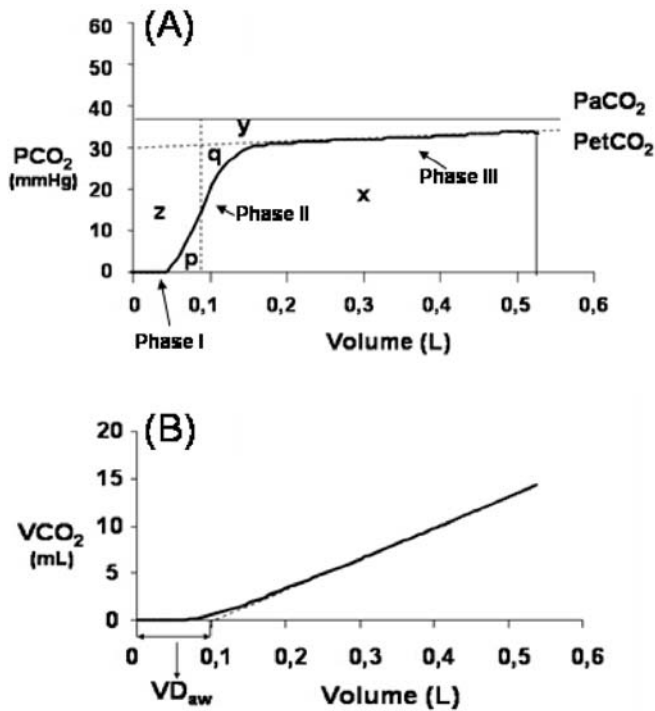 (A)
60
50
40
30
20
10
0
PCO₂
(mmHg)
PaCO₂
PetCO₂
y
q
z
x
p
Phase II
Phase III
0 0,1 0,2 0,3 0,4 0,5 0,6
Phase I
Volume (L)
(B)
20
15
10
5
0
VCO₂
(mL)
0 0,1 0,2 0,3 0,4 0,5 0,6
VDaw
Volume (L)